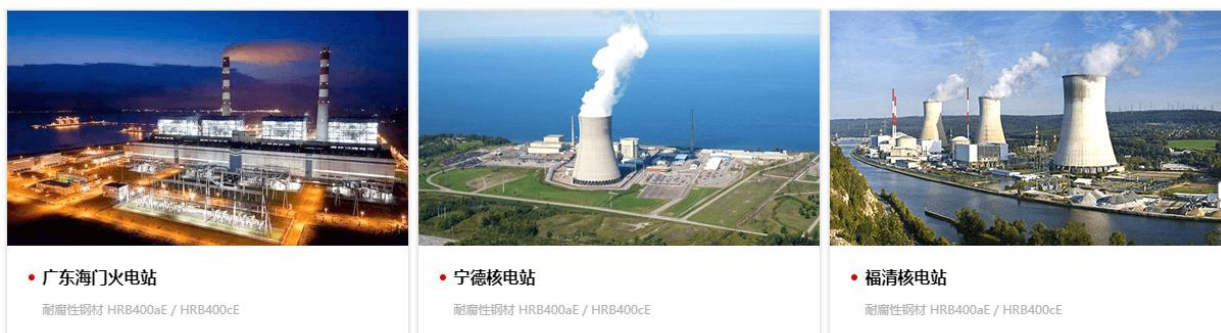 广东海门火电站
耐腐性钢材 HRB400aE / HRB400cE
宁德核电站
耐腐性钢材 HRB400aE / HRB400cE
福清核电站
耐腐性钢材 HRB400aE / HRB400cE